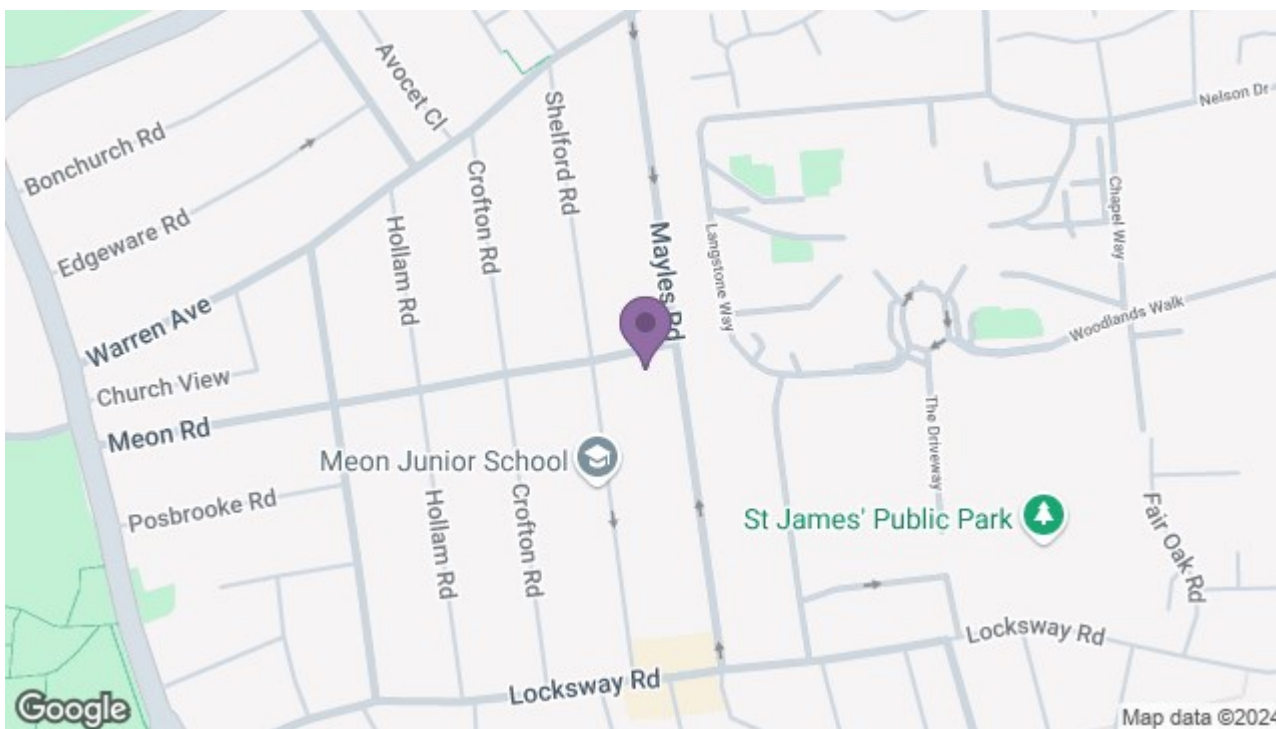 Bonchurch Rd
Avocet Cl
Shelford Rd
Nelson Dr
Edgeware Rd
Crofton Rd
Hollam Rd
Mayles Rd
Langstone Way
Chapel Way
Warren Ave
Church View
Meon Rd
Woodlands Walk
Meon Junior School
The Driveway
Posbrooke Rd
Hollam Rd
Crofton Rd
St James' Public Park
Fair Oak Rd
Locksway Rd
Locksway Rd
Google
Map data ©2024